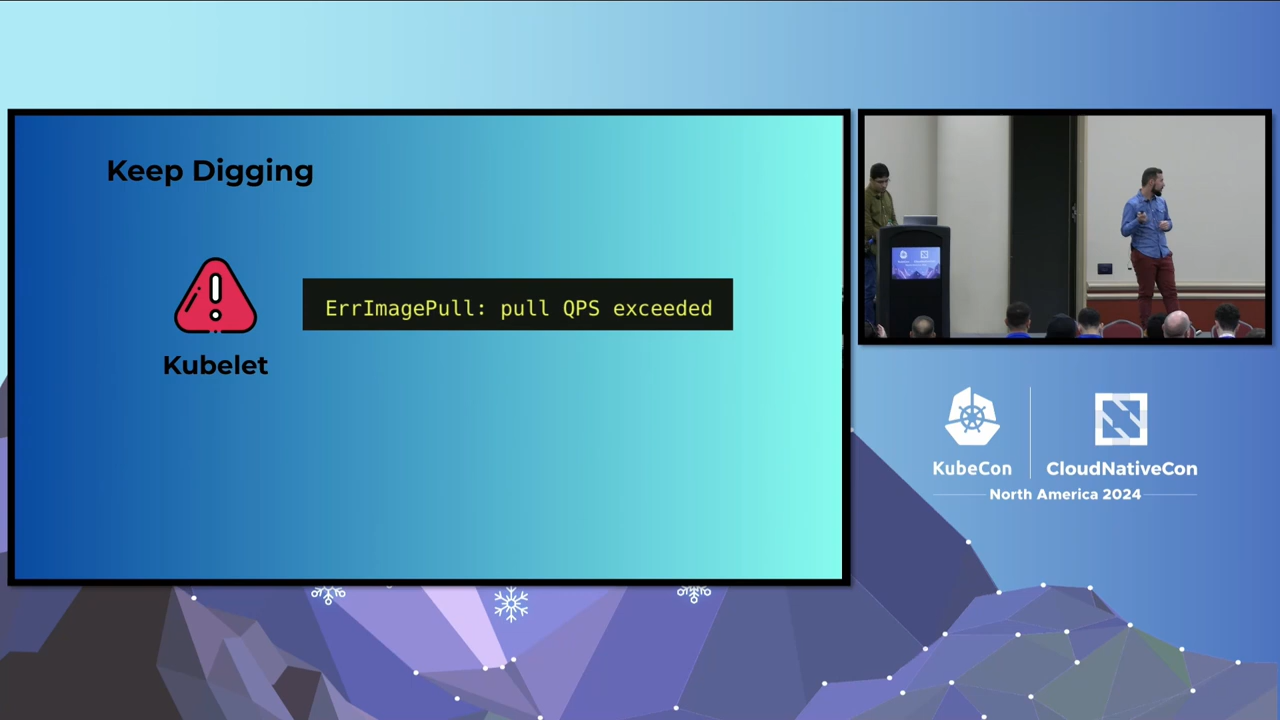 Keep Digging
ErrImagePull: pull QPS exceeded
Kubelet
KubeCon
CloudNativeCon
North America 2024